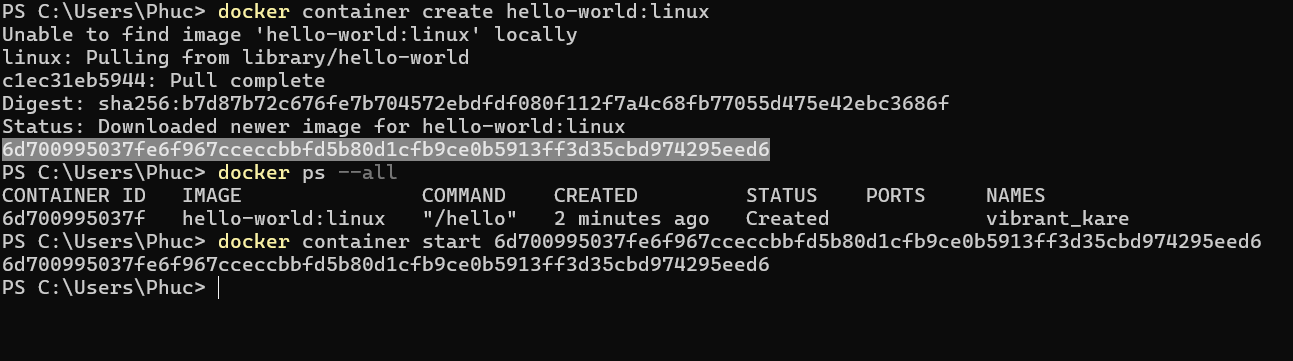 PS C:\Users\Phuc> docker container create hello-world:linux
Unable to find image 'hello-world:linux' locally
linux: Pulling from library/hello-world
c1ec31eb5944: Pull complete
Digest: sha256:b7d87b72c676fe7b704572ebdfdf080f112f7a4c68fb77055d475e42ebc3686f
Status: Downloaded newer image for hello-world:linux
6d700995037fe6f967cceccbbfd5b80d1cfb9ce0b5913ff3d35cbd974295eed6
PS C:\Users\Phuc> docker ps --all
CONTAINER ID   IMAGE               COMMAND    CREATED         STATUS    PORTS     NAMES
6d700995037f   hello-world:linux   "/hello"   2 minutes ago   Created             vibrant_kare
PS C:\Users\Phuc> docker container start 6d700995037fe6f967cceccbbfd5b80d1cfb9ce0b5913ff3d35cbd974295eed6
6d700995037fe6f967cceccbbfd5b80d1cfb9ce0b5913ff3d35cbd974295eed6
PS C:\Users\Phuc>